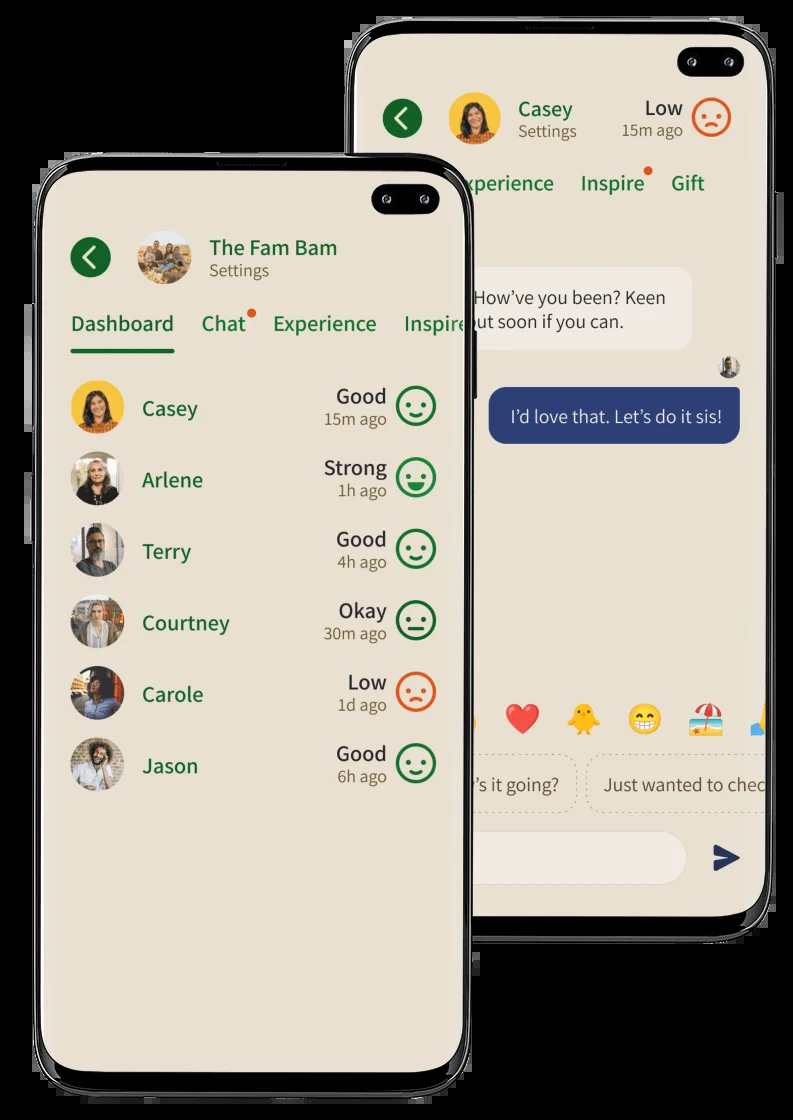 Casey
Settings
Low
15m ago
Experience
Inspire
Gift
How've you been? Keen
out soon if you can.
I'd love that. Let's do it sis!
it going?
Just wanted to
The Fam Bam
Settings
Dashboard
Chat
Experience
Inspire
Casey
Good
15m ago
Arlene
Strong
1h ago
Terry
Good
4h ago
Courtney
Okay
30m ago
Carole
Low
1d ago
Jason
Good
6h ago